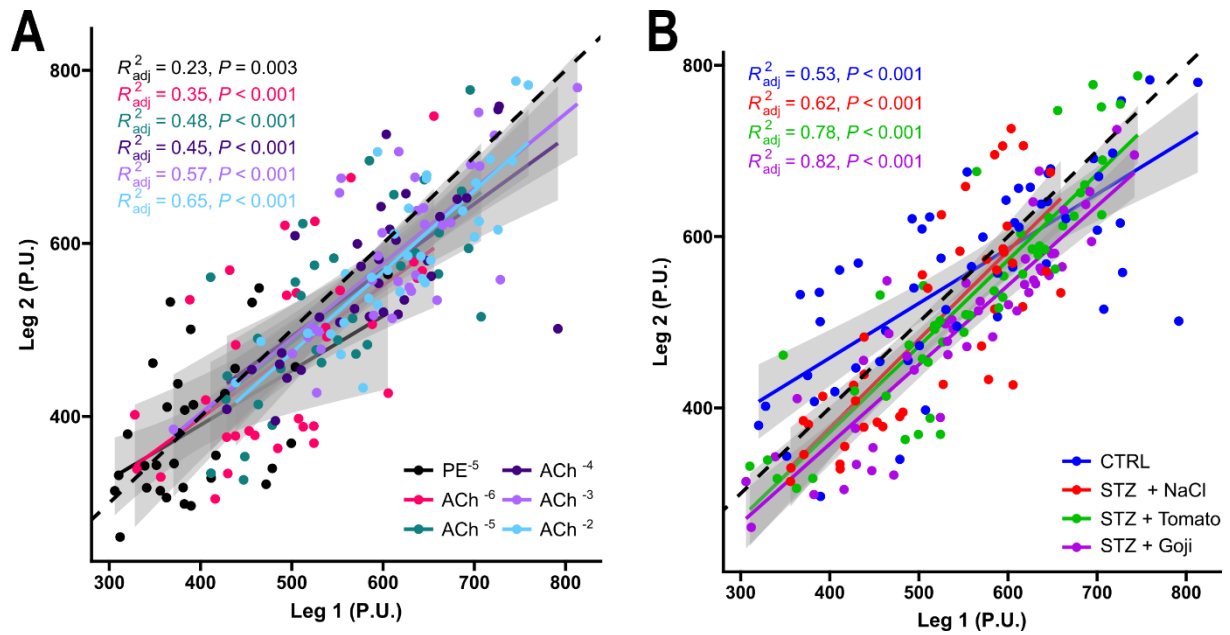 A
R²adj = 0.23, P = 0.003
R²adj = 0.35, P < 0.001
R²adj = 0.48, P < 0.001
R²adj = 0.45, P < 0.001
R²adj = 0.57, P < 0.001
R²adj = 0.65, P < 0.001
800
600
400
Leg 2 (P.U.)
PE⁻⁵
ACh ⁻⁶
ACh ⁻⁵
ACh ⁻⁴
ACh ⁻³
ACh ⁻²
300 400 500 600 700 800
Leg 1 (P.U.)
B
R²adj = 0.53, P < 0.001
R²adj = 0.62, P < 0.001
R²adj = 0.78, P < 0.001
R²adj = 0.82, P < 0.001
800
600
400
Leg 2 (P.U.)
CTRL
STZ + NaCl
STZ + Tomato
STZ + Goji
300 400 500 600 700 800
Leg 1 (P.U.)